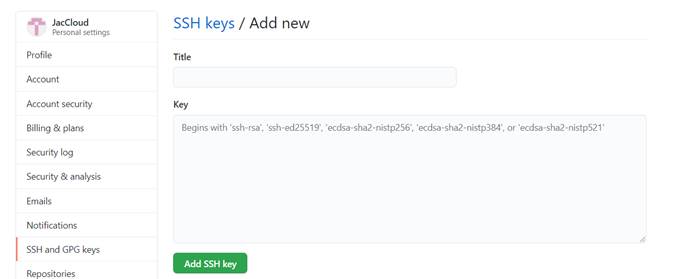 JacCloud
Personal settings
Profile
Account
Account security
Billing & plans
Security log
Security & analysis
Emails
Notifications
SSH and GPG keys
Repositories
SSH keys / Add new
Title
Key
Begins with 'ssh-rsa', 'ssh-ed25519', 'ecdsa-sha2-nistp256', 'ecdsa-sha2-nistp384', or 'ecdsa-sha2-nistp521'
Add SSH key